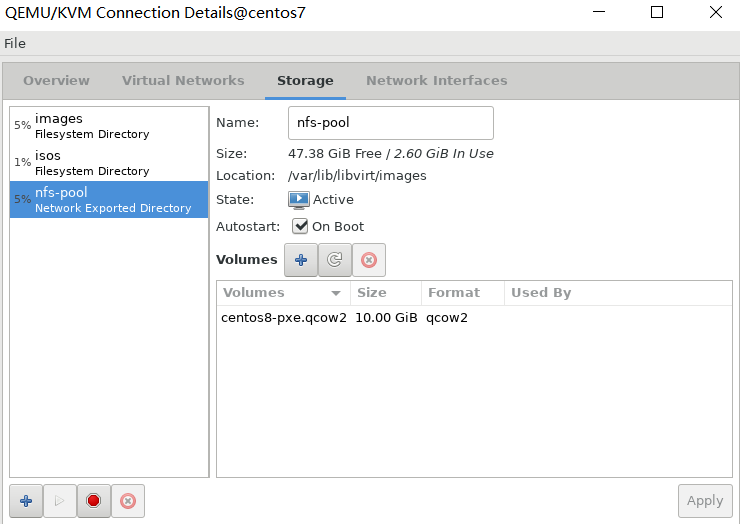 QEMU/KVM Connection Details@centos7
File
Overview Virtual Networks Storage Network Interfaces
5% images
Filesystem Directory
1% isos
Filesystem Directory
5% nfs-pool
Network Exported Directory
Name: nfs-pool
Size: 47.38 GiB Free / 2.60 GiB In Use
Location: /var/lib/libvirt/images
State: Active
Autostart: On Boot
Volumes
Volumes Size Format Used By
centos8-pxe.qcow2 10.00 GiB qcow2
Apply